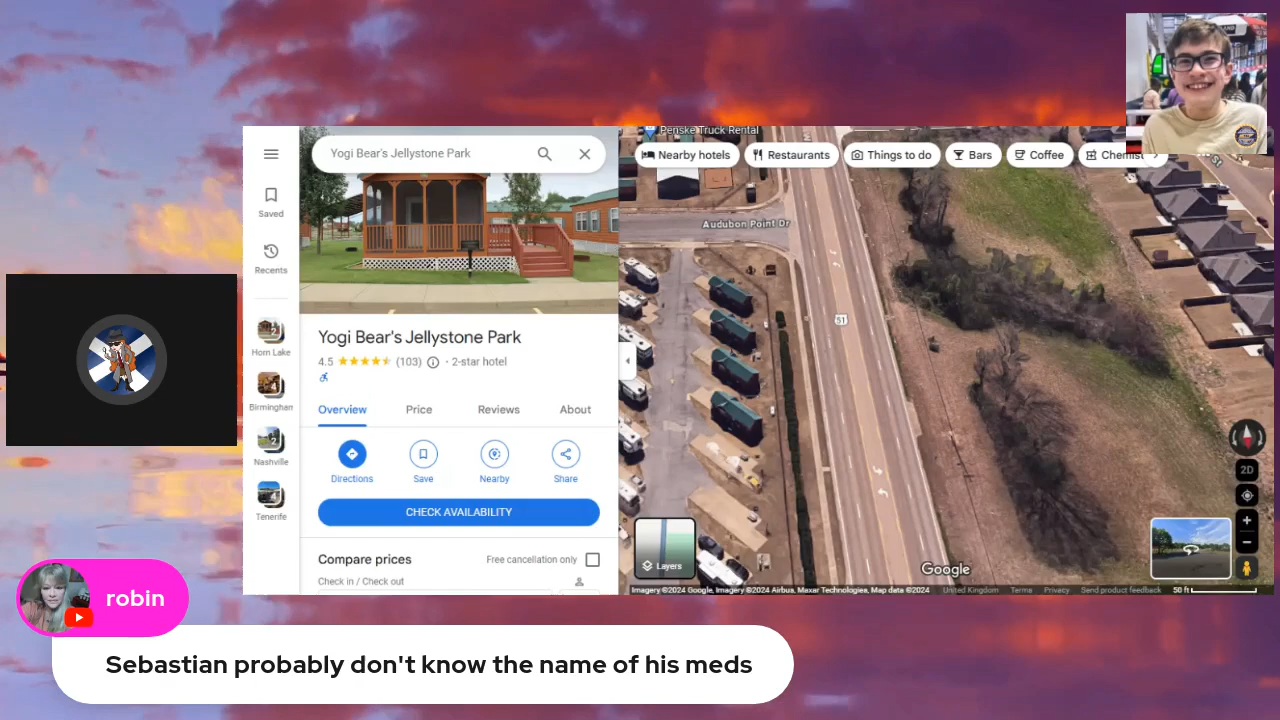 Yogi Bear's Jellystone Park
Saved
Recents
Horn Lake
Birmingham
Nashville
Tenerife
Yogi Bear's Jellystone Park
4.5 (103) · 2-star hotel
Overview Price Reviews About
Directions Save Nearby Share
CHECK AVAILABILITY
Compare prices Free cancellation only
Check in / Check out
Penske Truck Rental
Nearby hotels Restaurants Things to do Bars Coffee Chemist
Audubon Point Dr
51
2D
Layers
Google
Imagery ©2024 Google, Imagery ©2024 Airbus, Maxar Technologies, Map data ©2024 United Kingdom Terms Privacy Send product feedback 50 ft
robin
Sebastian probably don't know the name of his meds